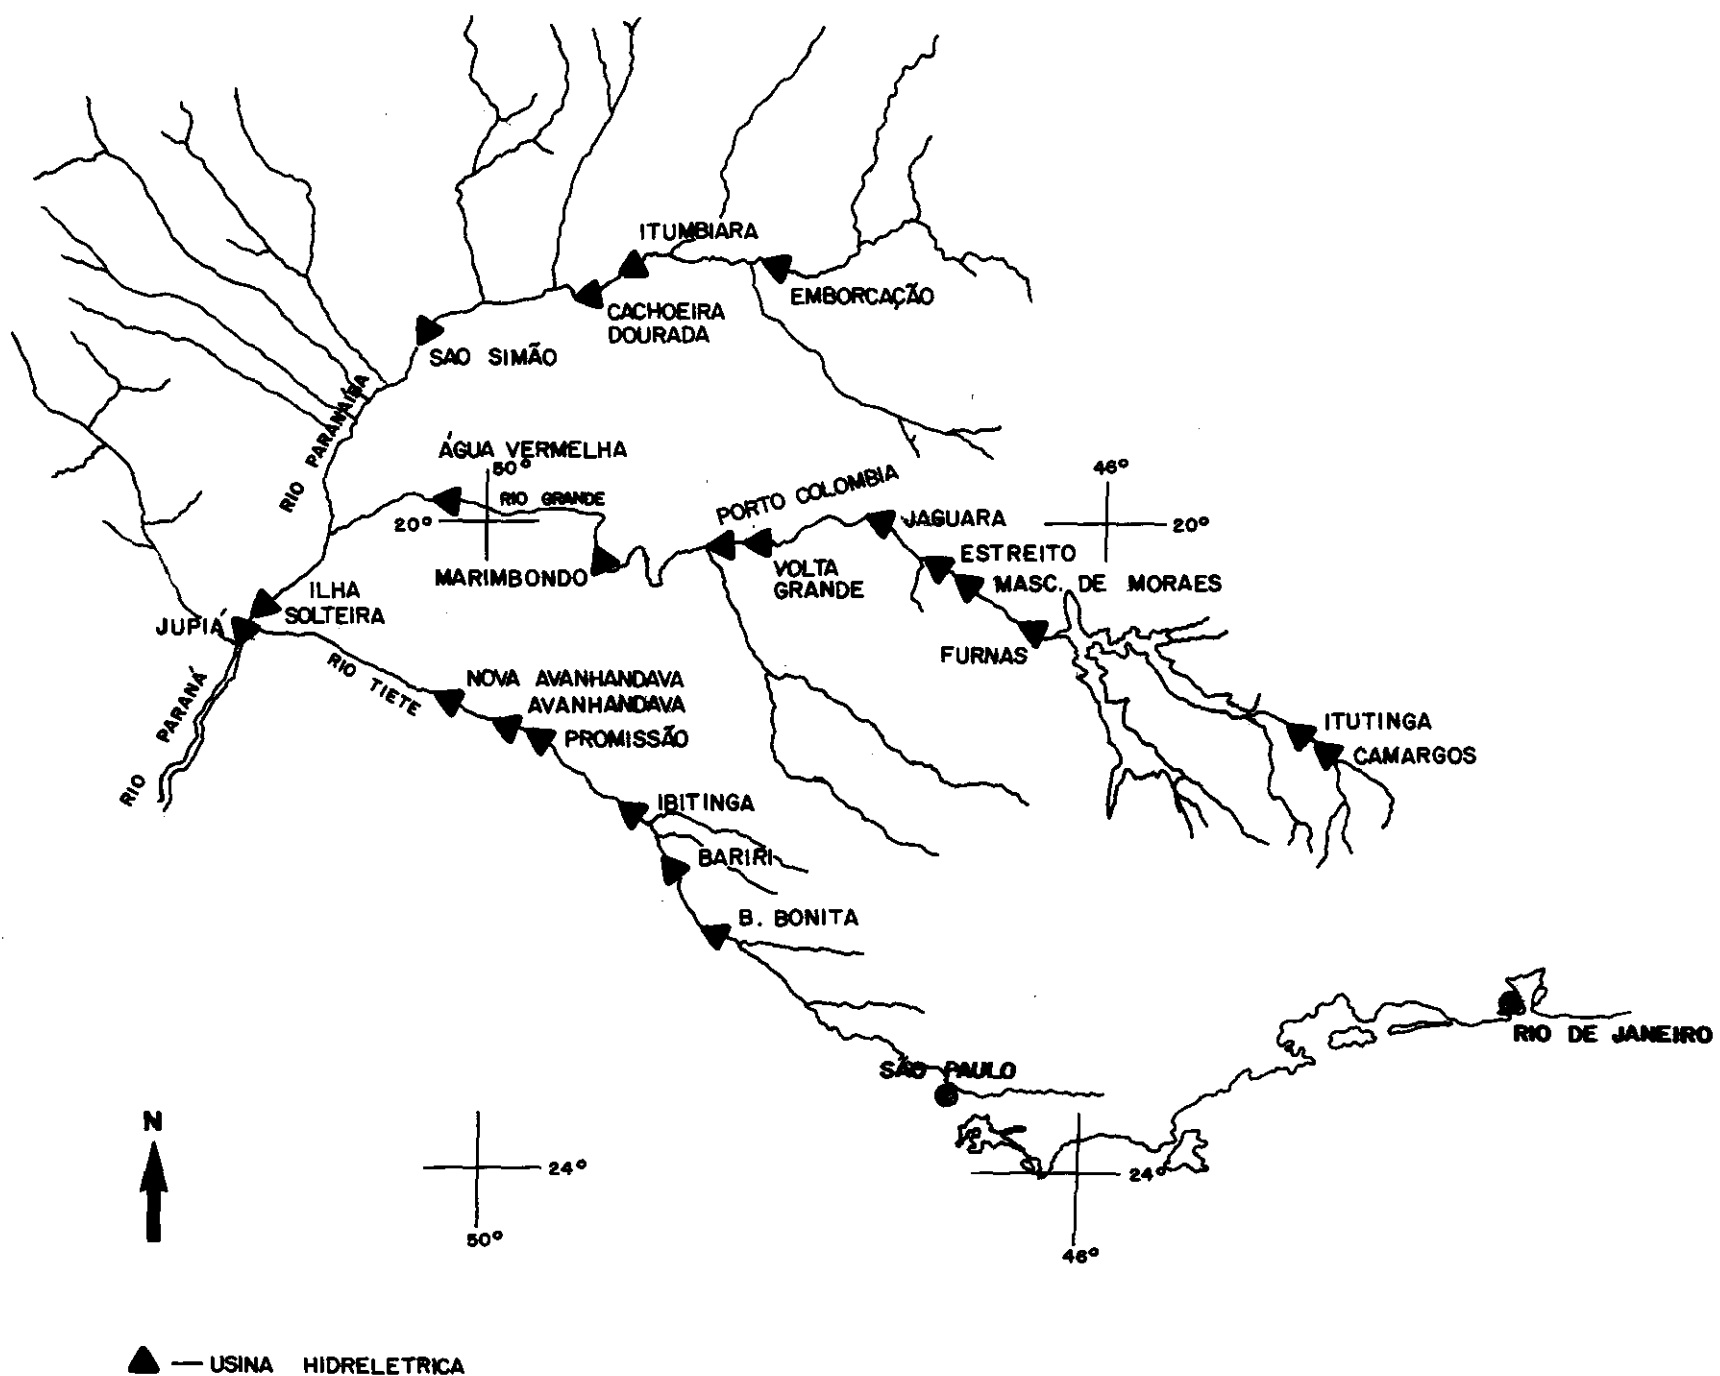 ITUMBIARA
EMBORCAÇÃO
CACHOEIRA
DOURADA
SAO SIMÃO
RIO PARANAÍBA
ÁGUA VERMELHA
50°
RIO GRANDE
20°
PORTO COLOMBIA
46°
20°
JAGUARA
ESTREITO
MASC. DE MORAES
VOLTA
GRANDE
MARIMBONDO
ILHA
SOLTEIRA
JUPIÁ
FURNAS
RIO TIETE
RIO PARANÁ
NOVA AVANHANDAVA
AVANHANDAVA
PROMISSÃO
ITUTINGA
CAMARGOS
IBITINGA
BARIRI
B. BONITA
RIO DE JANEIRO
SÃO PAULO
N
24°
50°
24°
46°
— USINA HIDRELETRICA